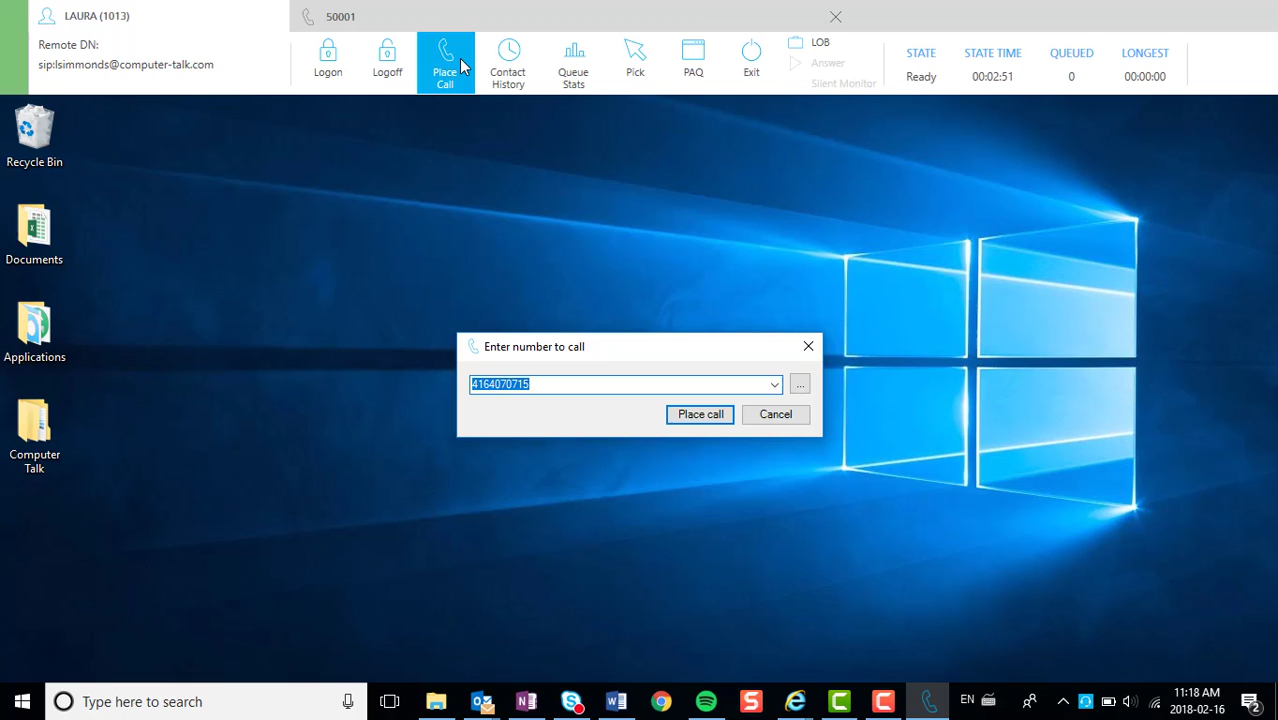 LAURA (1013)
50001
Remote DN:
sip:lsimmonds@computer-talk.com
Logon
Logoff
Place
Call
Contact
History
Queue
Stats
Pick
PAQ
Exit
LOB
Answer
Silent Monitor
STATE
Ready
STATE TIME
00:02:51
QUEUED
0
LONGEST
00:00:00
Recycle Bin
Documents
Applications
Computer
Talk
Enter number to call
4164070715
...
Place call
Cancel
Type here to search
EN
11:18 AM
2018-02-16
2